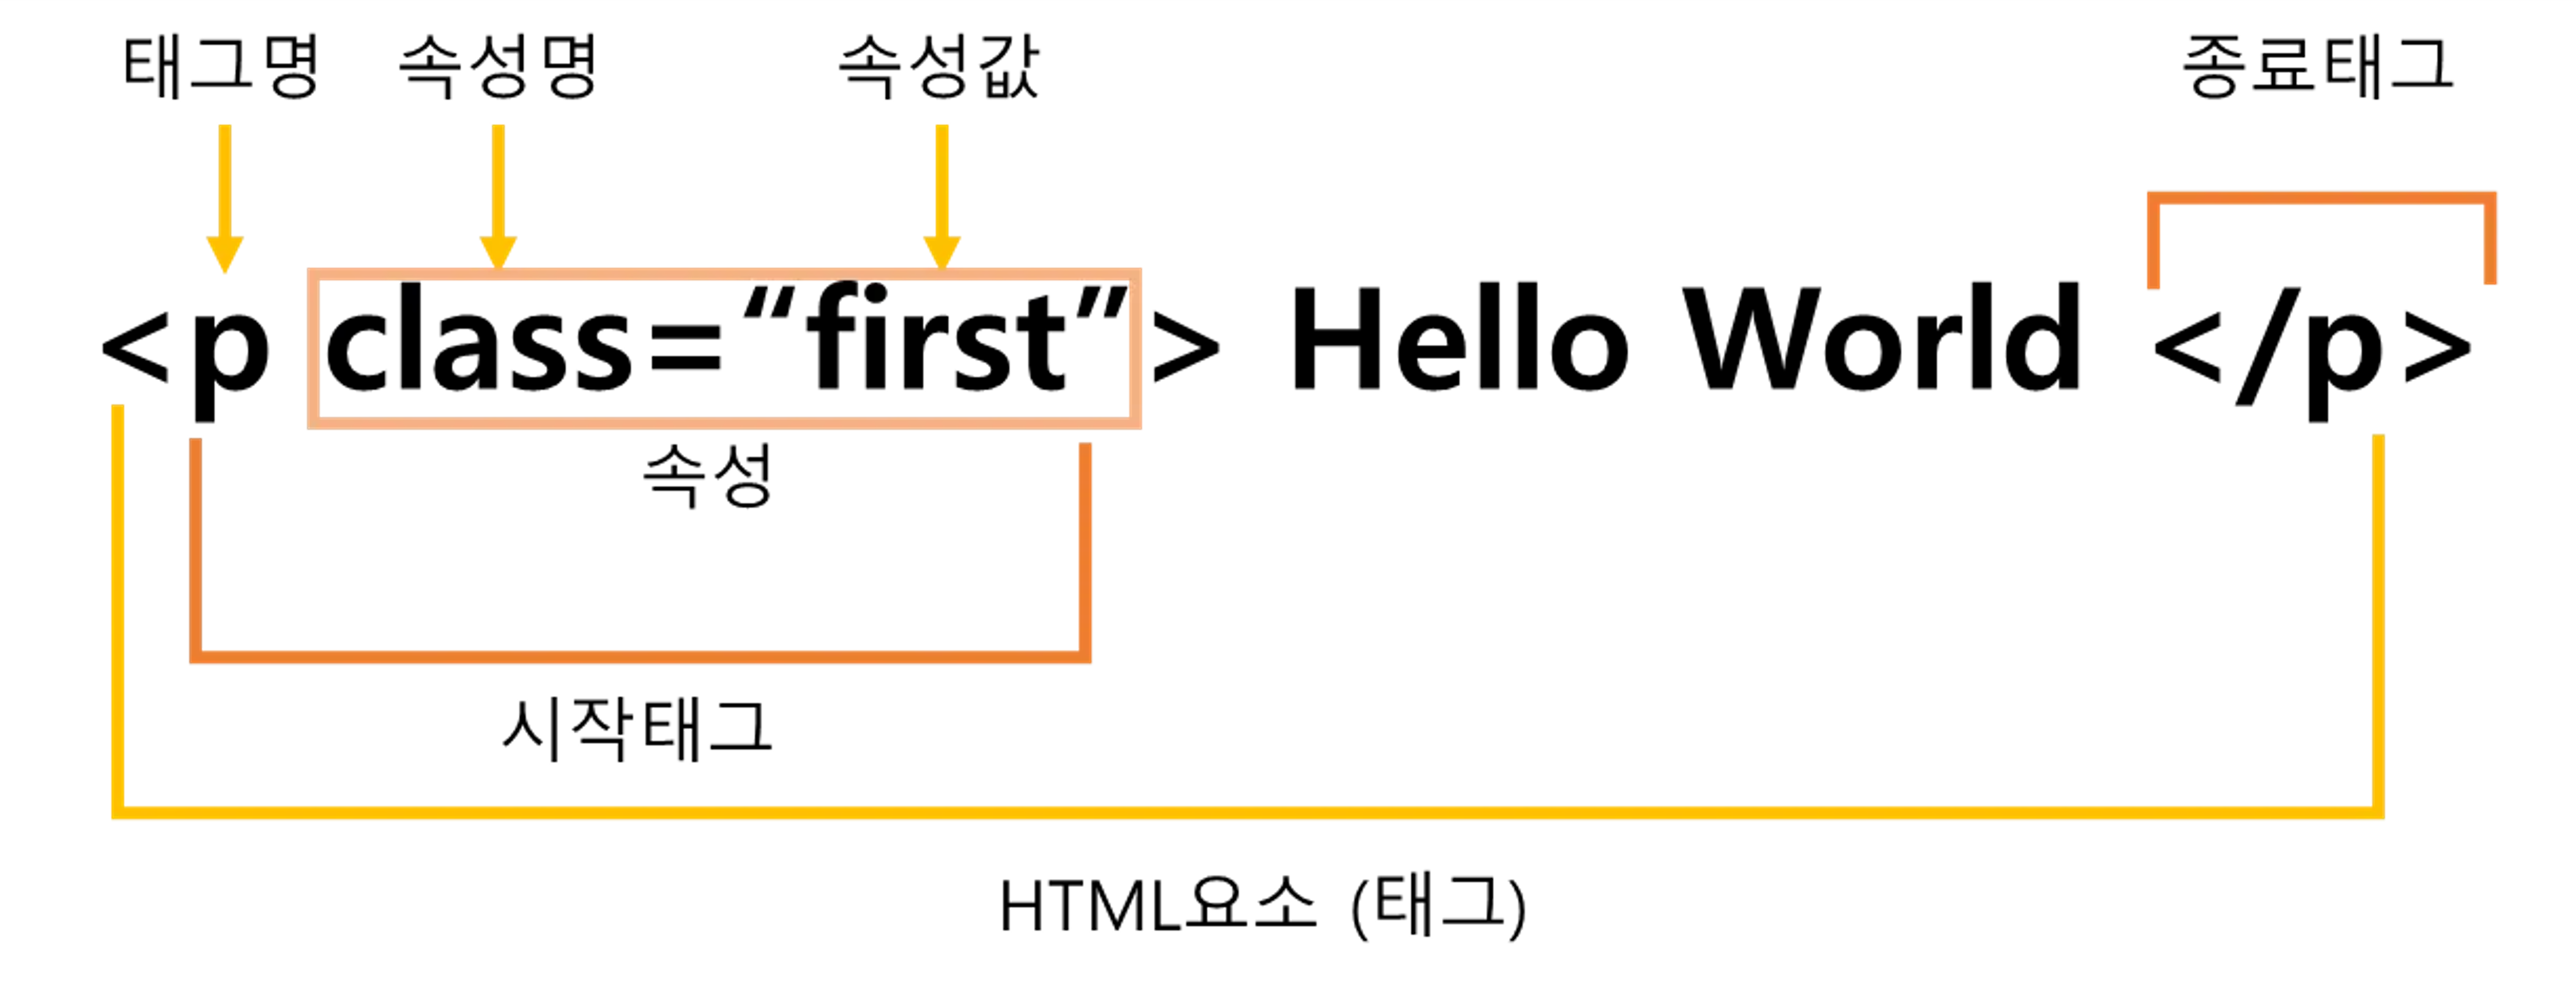 태그명 속성명 속성값 종료태그
<p class=“first”> Hello World </p>
속성
시작태그
HTML요소 (태그)